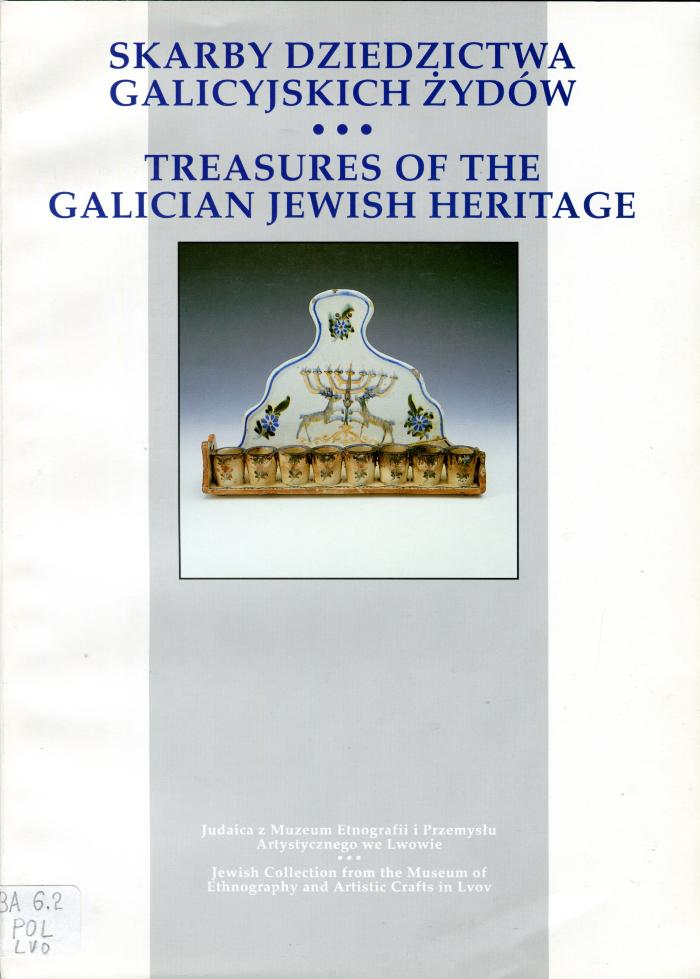 SKARBY DZIEDZICTWA
GALICYJSKICH ŻYDÓW
•••
TREASURES OF THE
GALICIAN JEWISH HERITAGE
Judaica z Muzeum Etnografii i Przemysłu
Artystycznego we Lwowie
•••
Jewish Collection from the Museum of
Ethnography and Artistic Crafts in Lvov
BA 6.2
POL
LVO